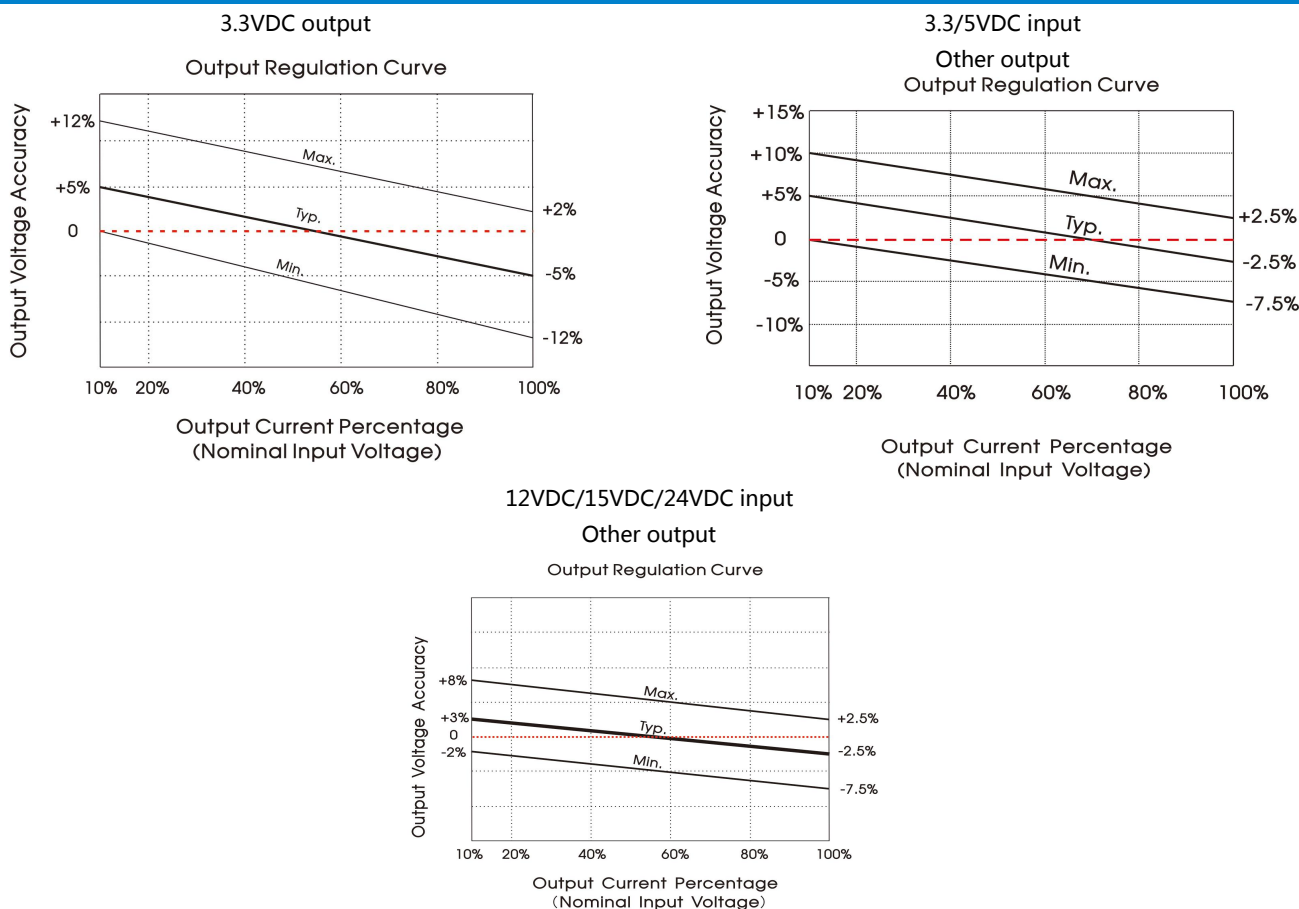 3.3VDC output
Output Regulation Curve
Output Voltage Accuracy
+12%
+5%
0
Max.
Typ.
Min.
+2%
-5%
-12%
10% 20% 40% 60% 80% 100%
Output Current Percentage
(Nominal Input Voltage)
3.3/5VDC input
Other output
Output Regulation Curve
Output Voltage Accuracy
+15%
+10%
+5%
0
-5%
-10%
Max.
Typ.
Min.
+2.5%
-2.5%
-7.5%
10% 20% 40% 60% 80% 100%
Output Current Percentage
(Nominal Input Voltage)
12VDC/15VDC/24VDC input
Other output
Output Regulation Curve
Output Voltage Accuracy
+8%
+3%
0
-2%
Max.
Typ.
Min.
+2.5%
-2.5%
-7.5%
10% 20% 40% 60% 80% 100%
Output Current Percentage
（Nominal Input Voltage）